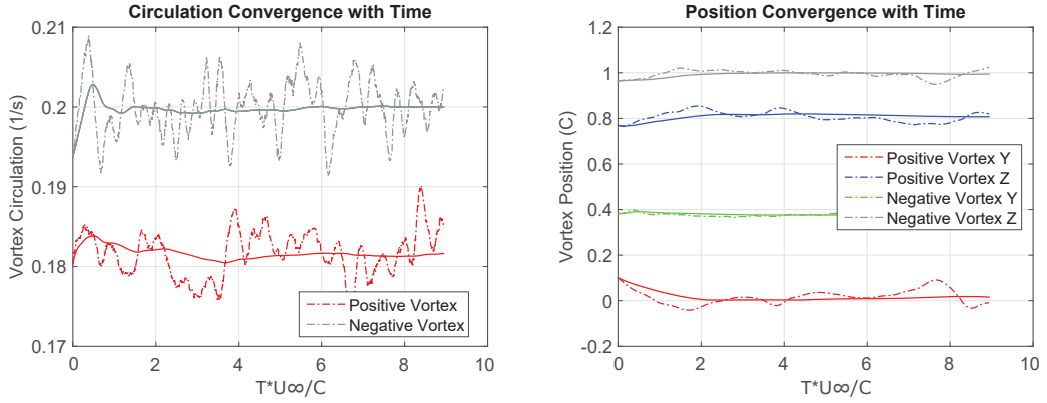 Circulation Convergence with Time
0.21
0.2
0.19
0.18
0.17
Vortex Circulation (1/s)
Positive Vortex
Negative Vortex
0 2 4 6 8 10
T*U∞/C
Position Convergence with Time
1.2
1
0.8
0.6
0.4
0.2
0
-0.2
Vortex Position (C)
Positive Vortex Y
Positive Vortex Z
Negative Vortex Y
Negative Vortex Z
0 2 4 6 8 10
T*U∞/C